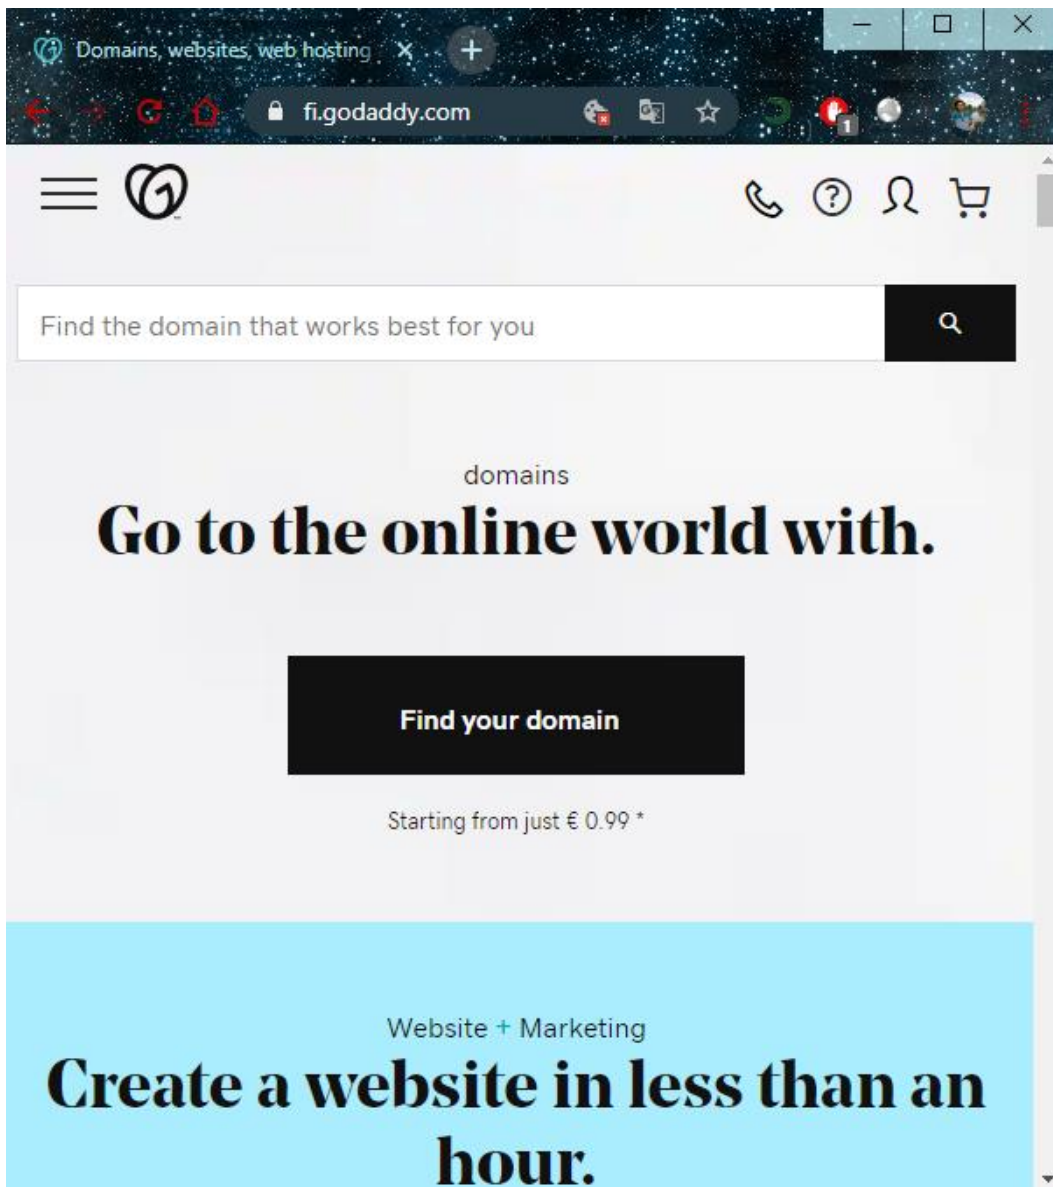 Domains, websites, web hosting
fi.godaddy.com
1
Find the domain that works best for you
domains
Go to the online world with.
Find your domain
Starting from just € 0.99 *
Website + Marketing
Create a website in less than an
hour.